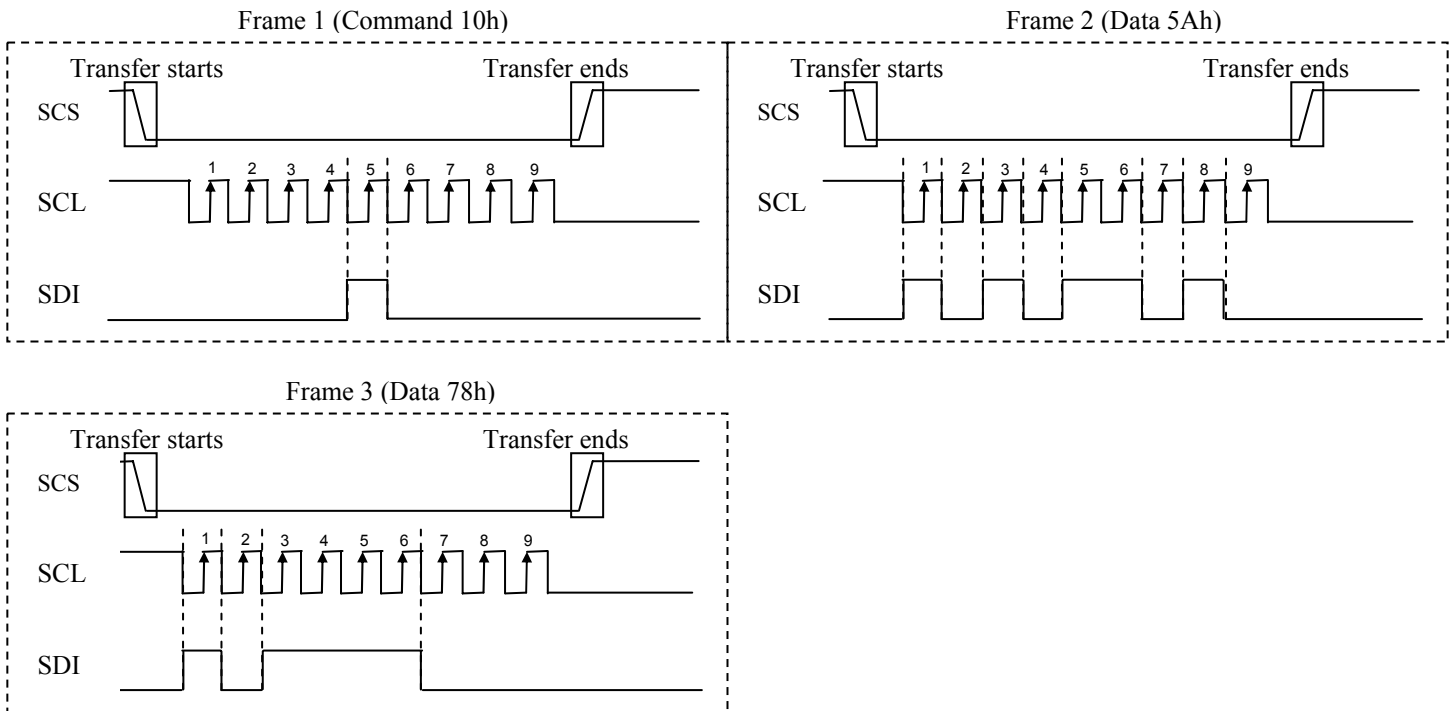 Frame 1 (Command 10h)
Transfer starts Transfer ends
SCS
1 2 3 4 5 6 7 8 9
SCL
SDI
Frame 2 (Data 5Ah)
Transfer starts Transfer ends
SCS
1 2 3 4 5 6 7 8 9
SCL
SDI
Frame 3 (Data 78h)
Transfer starts Transfer ends
SCS
1 2 3 4 5 6 7 8 9
SCL
SDI